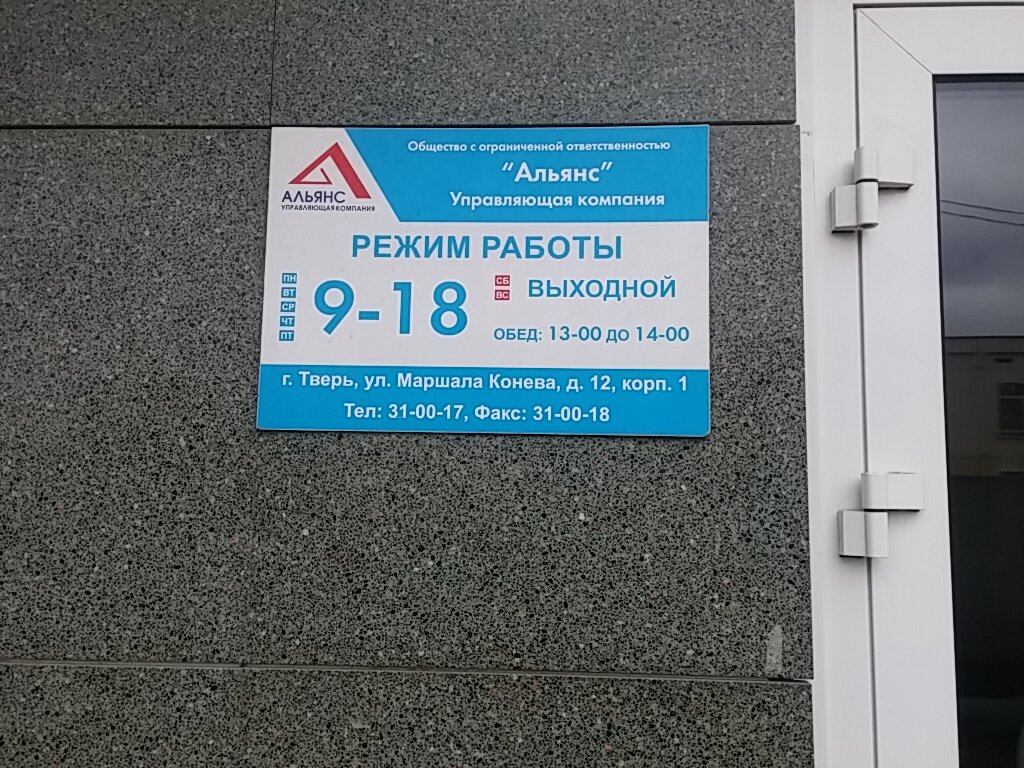 АЛЬЯНС
УПРАВЛЯЮЩАЯ КОМПАНИЯ
Общество с ограниченной ответственностью
“Альянс”
Управляющая компания
РЕЖИМ РАБОТЫ
ПН
ВТ
СР
ЧТ
ПТ
9-18
СБ
ВС
ВЫХОДНОЙ
ОБЕД: 13-00 ДО 14-00
г. Тверь, ул. Маршала Конева, д. 12, корп. 1
Тел: 31-00-17, Факс: 31-00-18